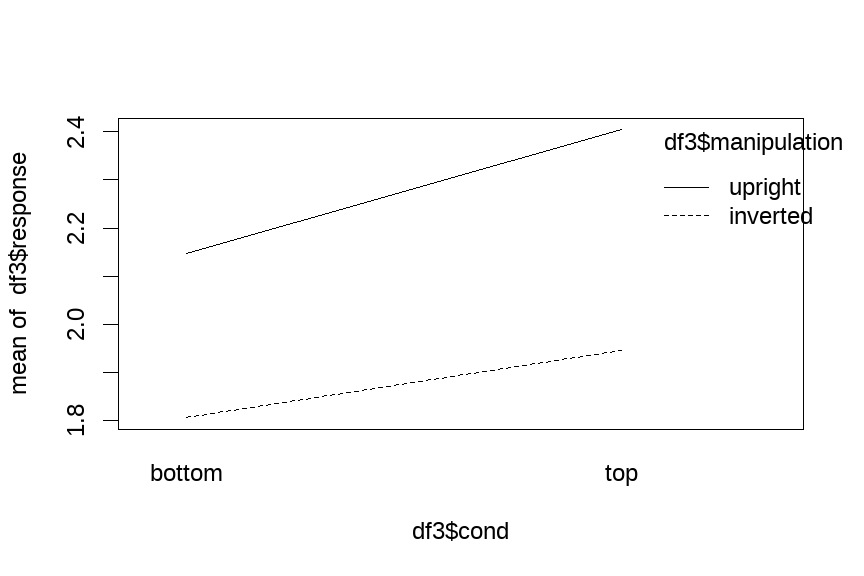 df3$manipulation
upright
inverted
mean of  df3$response
2.4
2.2
2.0
1.8
bottom
top
df3$cond